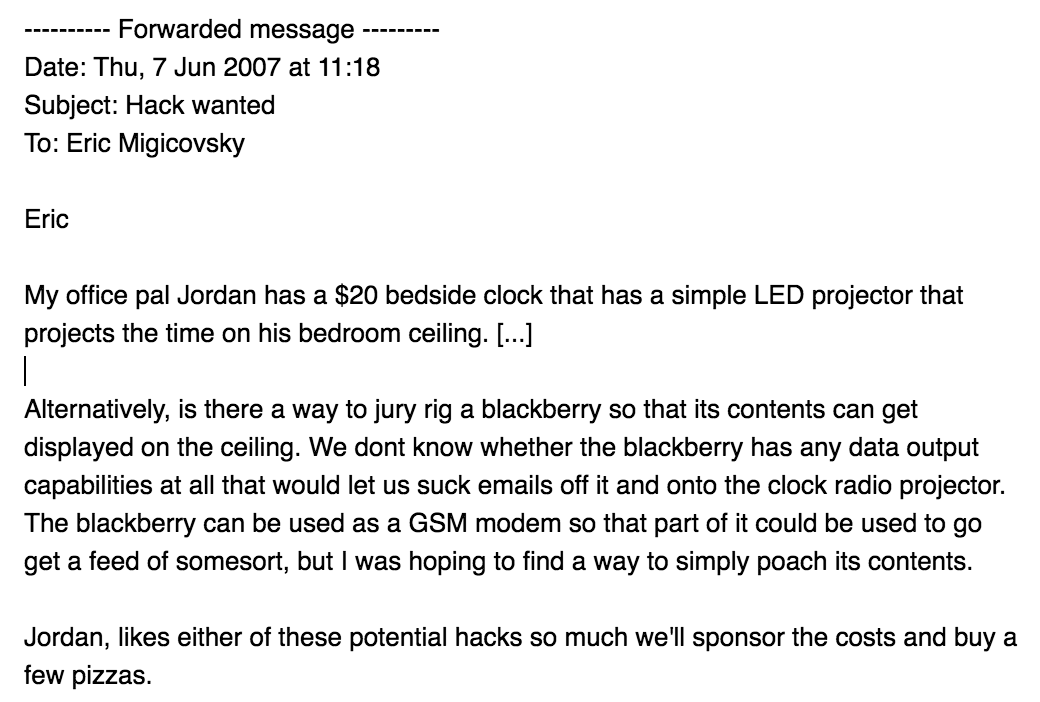 ---------- Forwarded message ---------
Date: Thu, 7 Jun 2007 at 11:18
Subject: Hack wanted
To: Eric Migicovsky
Eric
My office pal Jordan has a $20 bedside clock that has a simple LED projector that
projects the time on his bedroom ceiling. [...]
Alternatively, is there a way to jury rig a blackberry so that its contents can get
displayed on the ceiling. We dont know whether the blackberry has any data output
capabilities at all that would let us suck emails off it and onto the clock radio projector.
The blackberry can be used as a GSM modem so that part of it could be used to go
get a feed of somesort, but I was hoping to find a way to simply poach its contents.
Jordan, likes either of these potential hacks so much we'll sponsor the costs and buy a
few pizzas.